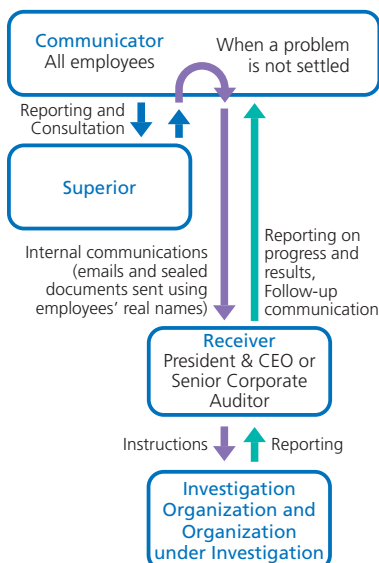 Communicator
All employees
When a problem
is not settled
Reporting and
Consultation
Superior
Internal communications
(emails and sealed
documents sent using
employees’ real names)
Reporting on
progress and
results,
Follow-up
communication
Receiver
President & CEO or
Senior Corporate
Auditor
Instructions
Reporting
Investigation
Organization and
Organization
under Investigation